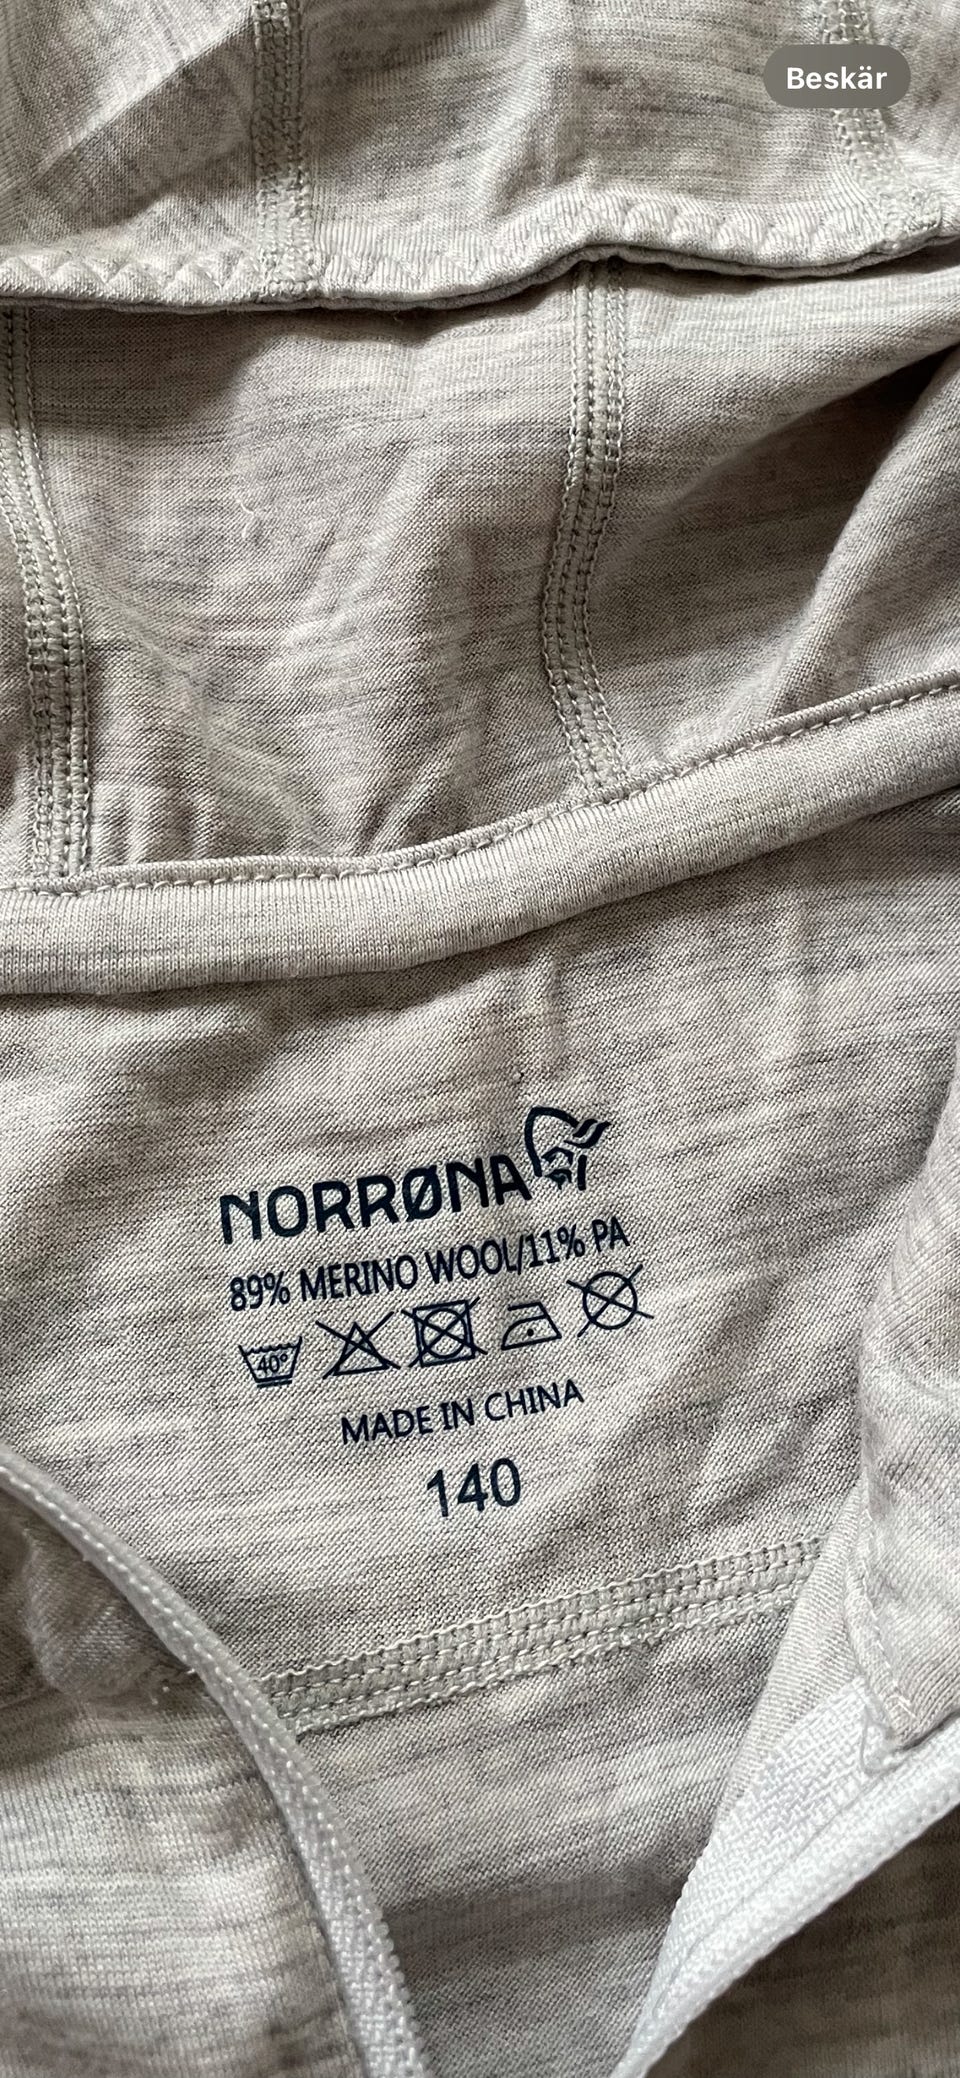 Beskär
NORRØNA
89% MERINO WOOL/11% PA
40°
MADE IN CHINA
140